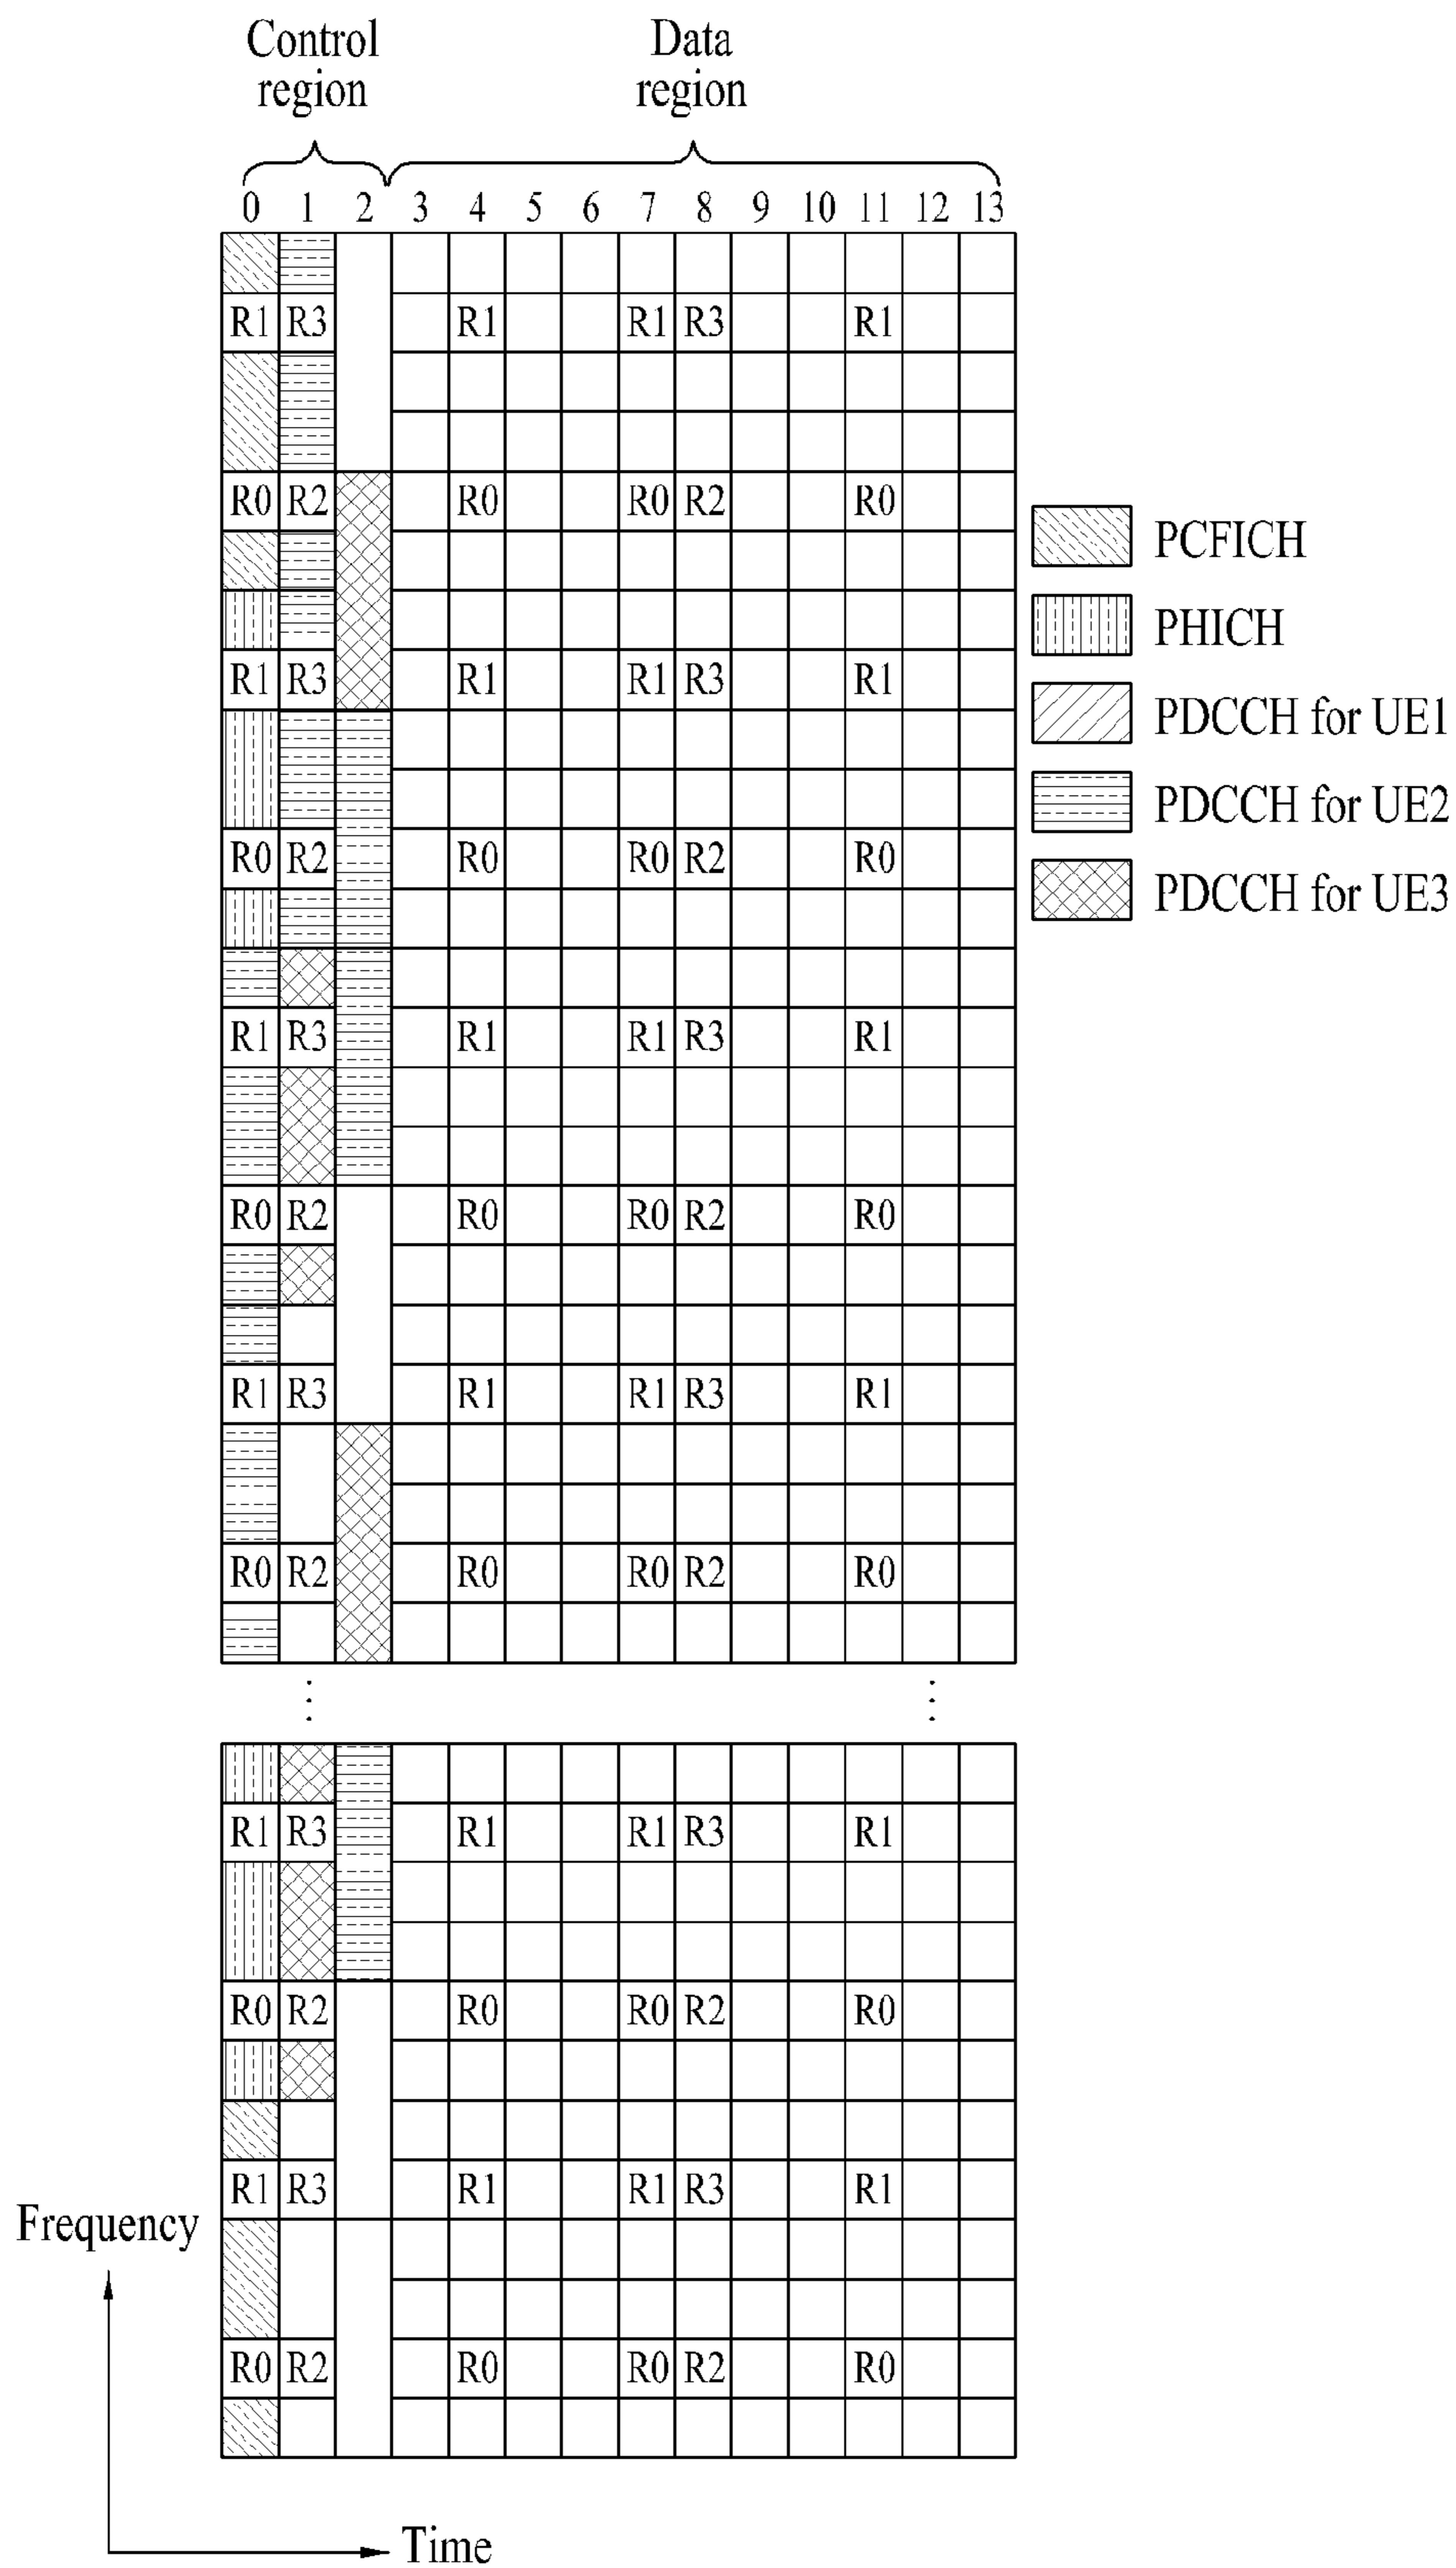 Control
region
Data
region
0 1 2 3 4 5 6 7 8 9 10 11 12 13
R1 R3 R1 R1 R3 R1
R0 R2 R0 R0 R2 R0
R1 R3 R1 R1 R3 R1
R0 R2 R0 R0 R2 R0
R1 R3 R1 R1 R3 R1
R0 R2 R0 R0 R2 R0
R1 R3 R1 R1 R3 R1
R0 R2 R0 R0 R2 R0
R1 R3 R1 R1 R3 R1
R0 R2 R0 R0 R2 R0
R1 R3 R1 R1 R3 R1
R0 R2 R0 R0 R2 R0
PCFICH
PHICH
PDCCH for UE1
PDCCH for UE2
PDCCH for UE3
Frequency
Time